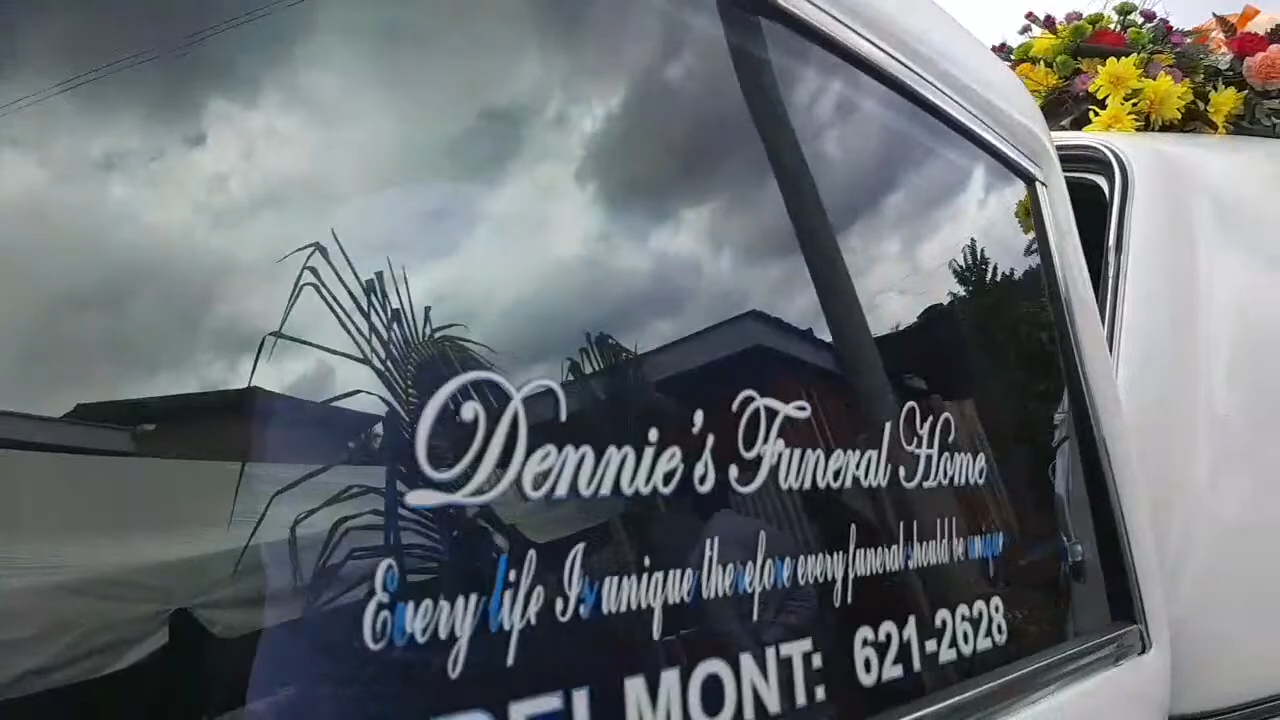 Dennie's Funeral Home
Every life Is unique therefore every funeral should be unique
BELMONT: 621-2628